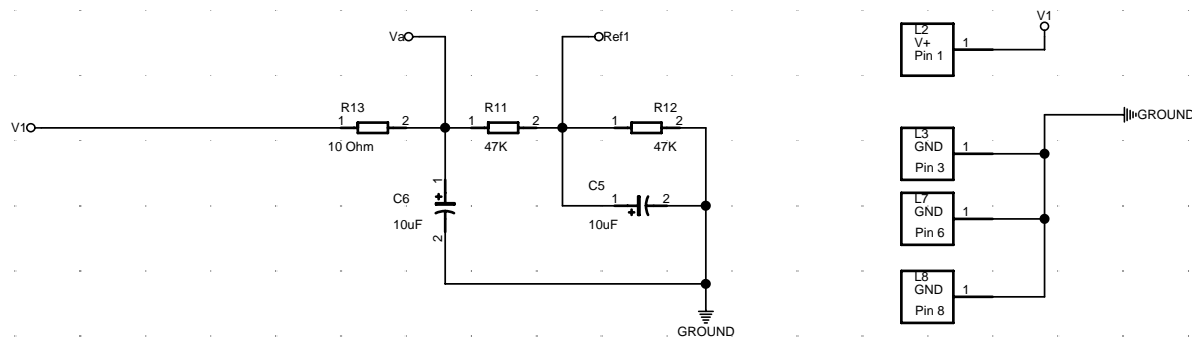 V1
L2
V+
Pin 1
1
Va
Ref1
R13
1 2
10 Ohm
R11
1 2
47K
R12
1 2
47K
V1
GROUND
L3
GND
Pin 3
1
C6
10uF
1
+
2
C5
10uF
1 2
+
L7
GND
Pin 6
1
L8
GND
Pin 8
1
GROUND